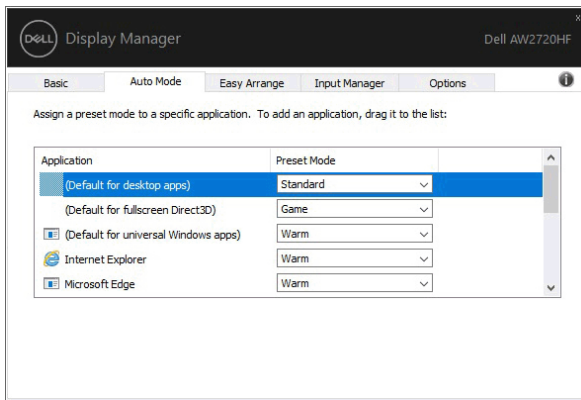 DELL Display Manager
Dell AW2720HF
x
Basic Auto Mode Easy Arrange Input Manager Options i
Assign a preset mode to a specific application. To add an application, drag it to the list:
Application Preset Mode
(Default for desktop apps) Standard
(Default for fullscreen Direct3D) Game
(Default for universal Windows apps) Warm
Internet Explorer Warm
Microsoft Edge Warm